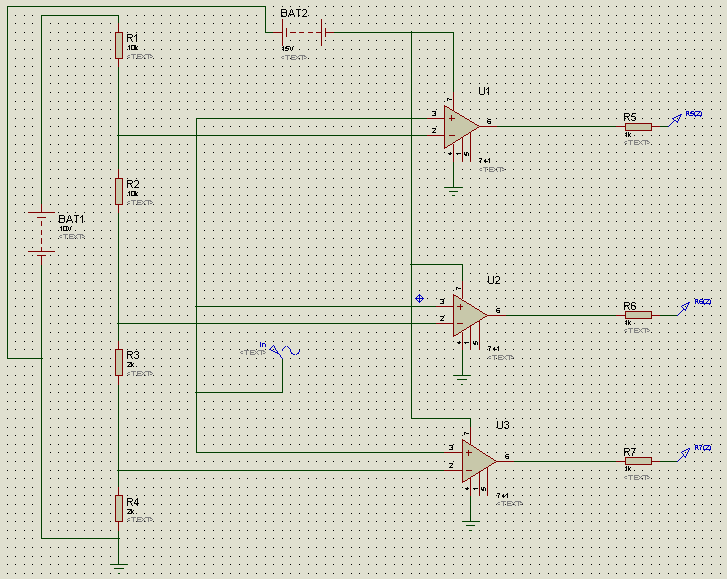 BAT2
15V
<TEXT>
R1
10k
<TEXT>
U1
7
3
2
6
4
1
5
741
<TEXT>
R5
1k
<TEXT>
R5(2)
R2
10k
<TEXT>
BAT1
10V
<TEXT>
U2
7
3
2
6
4
1
5
741
<TEXT>
R6
1k
<TEXT>
R6(2)
In
<TEXT>
R3
2k
<TEXT>
U3
7
3
2
6
4
1
5
741
<TEXT>
R7
1k
<TEXT>
R7(2)
R4
2k
<TEXT>